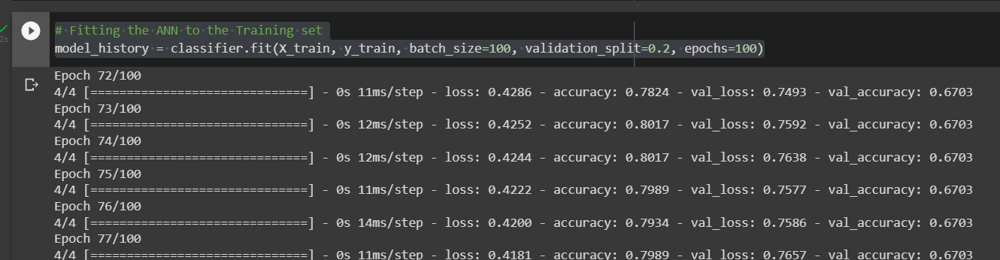 2s
# Fitting the ANN to the Training set
model_history = classifier.fit(X_train, y_train, batch_size=100, validation_split=0.2, epochs=100)
Epoch 72/100
4/4 [==============================] - 0s 11ms/step - loss: 0.4286 - accuracy: 0.7824 - val_loss: 0.7493 - val_accuracy: 0.6703
Epoch 73/100
4/4 [==============================] - 0s 12ms/step - loss: 0.4252 - accuracy: 0.8017 - val_loss: 0.7592 - val_accuracy: 0.6703
Epoch 74/100
4/4 [==============================] - 0s 12ms/step - loss: 0.4244 - accuracy: 0.8017 - val_loss: 0.7638 - val_accuracy: 0.6703
Epoch 75/100
4/4 [==============================] - 0s 11ms/step - loss: 0.4222 - accuracy: 0.7989 - val_loss: 0.7577 - val_accuracy: 0.6703
Epoch 76/100
4/4 [==============================] - 0s 14ms/step - loss: 0.4200 - accuracy: 0.7934 - val_loss: 0.7586 - val_accuracy: 0.6703
Epoch 77/100
4/4 [==============================] - 0s 11ms/step - loss: 0.4181 - accuracy: 0.7989 - val_loss: 0.7657 - val_accuracy: 0.6703